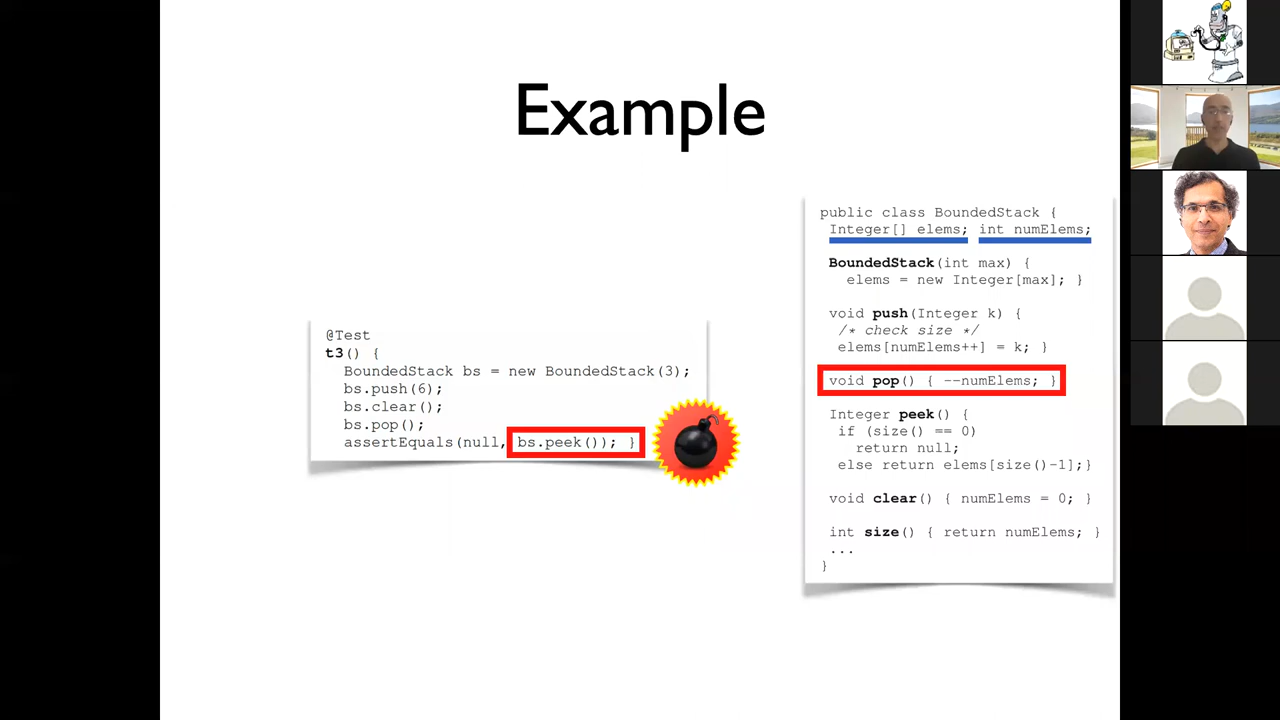 Example
@Test
t3() {
BoundedStack bs = new BoundedStack(3);
bs.push(6);
bs.clear();
bs.pop();
assertEquals(null, bs.peek()); }
public class BoundedStack {
Integer[] elems; int numElems;
BoundedStack(int max) {
elems = new Integer[max]; }
void push(Integer k) {
/* check size */
elems[numElems++] = k; }
void pop() { --numElems; }
Integer peek() {
if (size() == 0)
return null;
else return elems[size()-1];}
void clear() { numElems = 0; }
int size() { return numElems; }
...
}